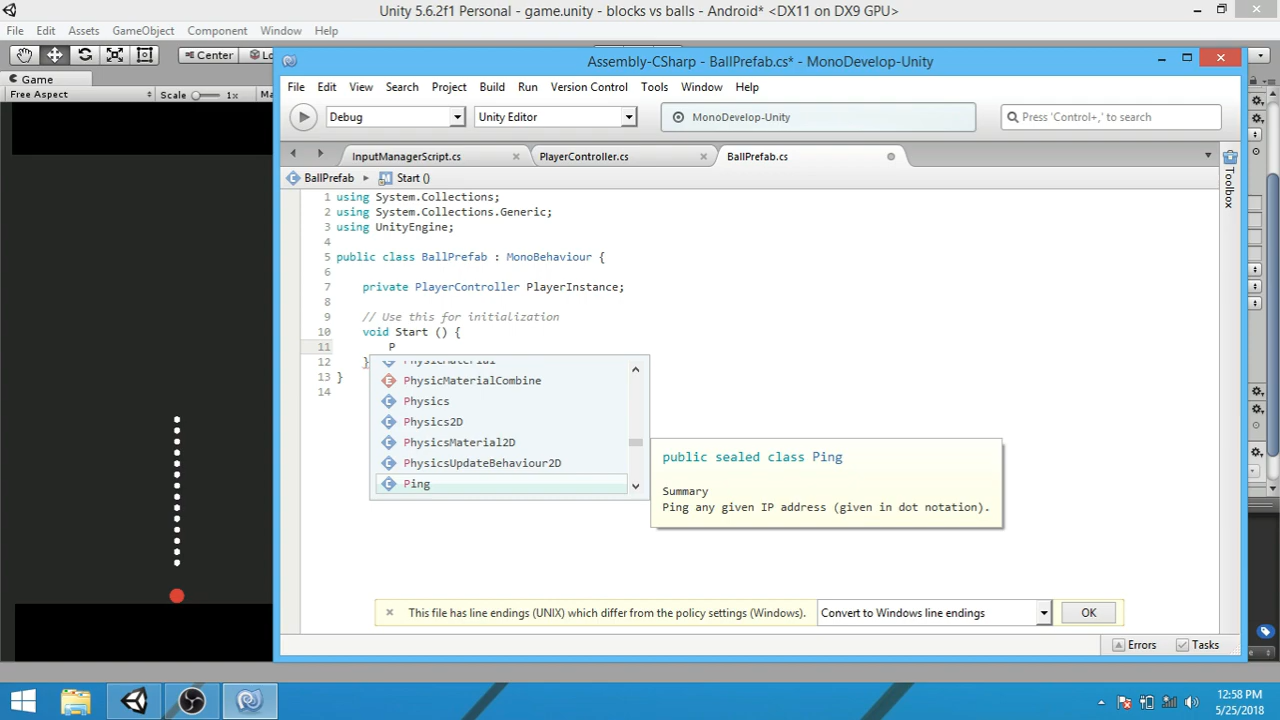 Unity 5.6.2f1 Personal - game.unity - blocks vs balls - Android* <DX11 on DX9 GPU>
File Edit Assets GameObject Component Window Help
Center Lo
Game
Free Aspect Scale 1x Ma
Assembly-CSharp - BallPrefab.cs* - MonoDevelop-Unity
File Edit View Search Project Build Run Version Control Tools Window Help
Debug Unity Editor MonoDevelop-Unity Press 'Control+,' to search
InputManagerScript.cs PlayerController.cs BallPrefab.cs
BallPrefab Start ()
Toolbox
1 using System.Collections;
2 using System.Collections.Generic;
3 using UnityEngine;
4
5 public class BallPrefab : MonoBehaviour {
6
7 private PlayerController PlayerInstance;
8
9 // Use this for initialization
10 void Start () {
11 P
12 }
13 }
14
PhysicMaterial
PhysicMaterialCombine
Physics
Physics2D
PhysicsMaterial2D
PhysicsUpdateBehaviour2D
Ping
public sealed class Ping
Summary
Ping any given IP address (given in dot notation).
This file has line endings (UNIX) which differ from the policy settings (Windows). Convert to Windows line endings OK
Errors Tasks
12:58 PM
5/25/2018